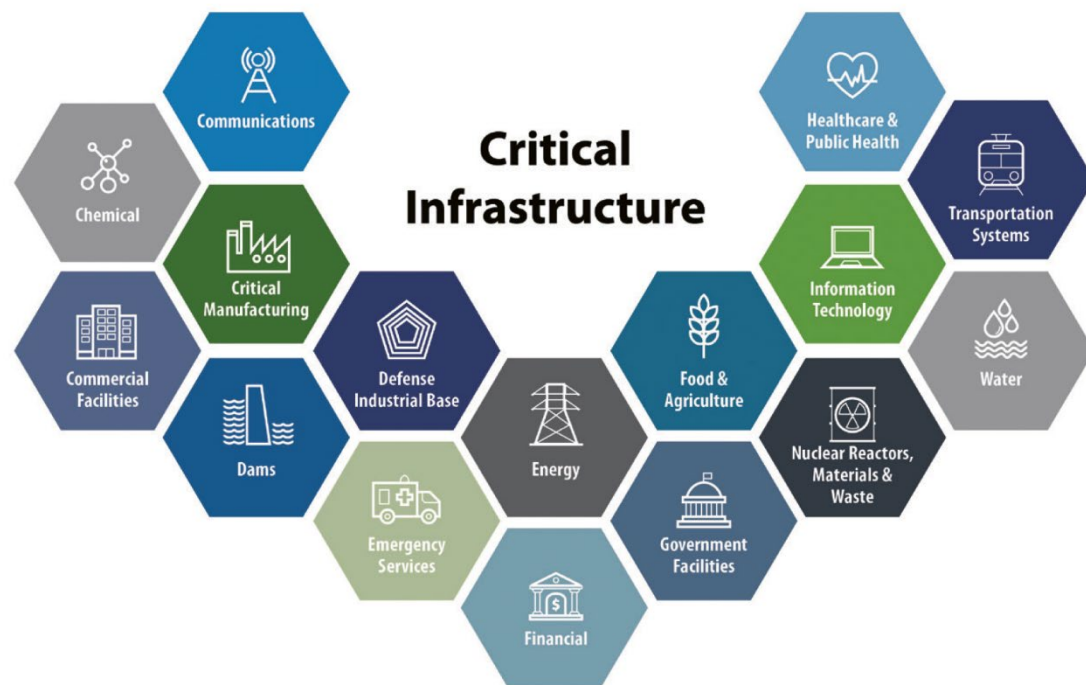 Critical
Infrastructure
Communications
Chemical
Critical
Manufacturing
Commercial
Facilities
Dams
Defense
Industrial Base
Emergency
Services
Energy
$
Financial
Food &
Agriculture
Government
Facilities
Healthcare &
Public Health
Information
Technology
Nuclear Reactors,
Materials &
Waste
Transportation
Systems
Water